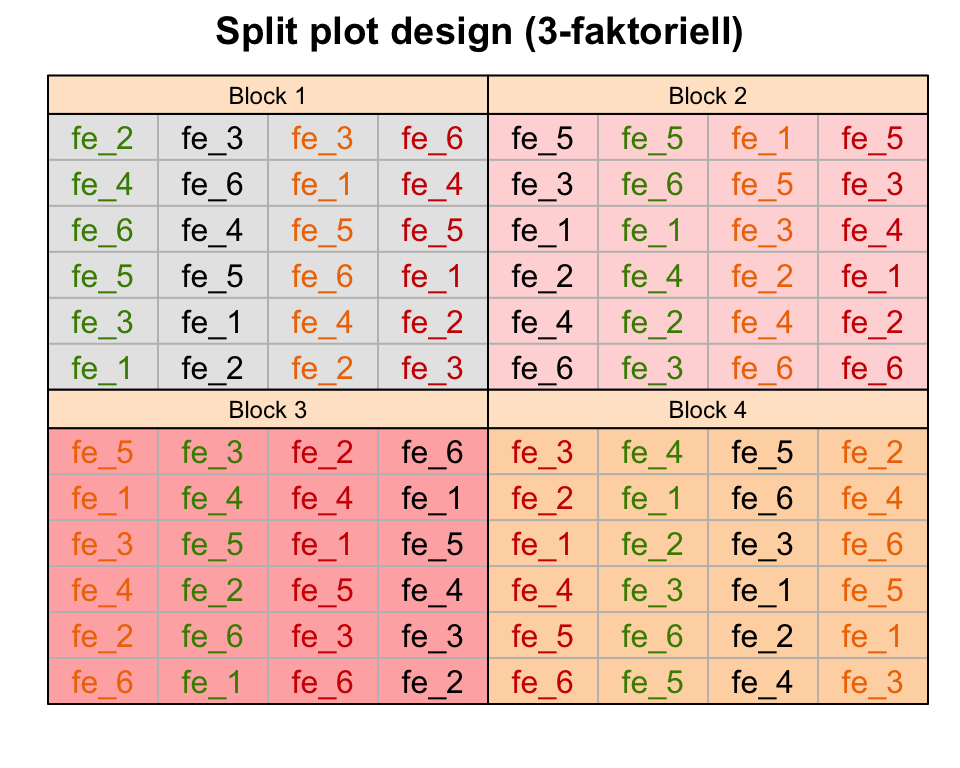 Split plot design (3-faktoriell)
Block 1 Block 2
fe_2 fe_3 fe_3 fe_6 fe_5 fe_5 fe_1 fe_5
fe_4 fe_6 fe_1 fe_4 fe_3 fe_6 fe_5 fe_3
fe_6 fe_4 fe_5 fe_5 fe_1 fe_1 fe_3 fe_4
fe_5 fe_5 fe_6 fe_1 fe_2 fe_4 fe_2 fe_1
fe_3 fe_1 fe_4 fe_2 fe_4 fe_2 fe_4 fe_2
fe_1 fe_2 fe_2 fe_3 fe_6 fe_3 fe_6 fe_6
Block 3 Block 4
fe_5 fe_3 fe_2 fe_6 fe_3 fe_4 fe_5 fe_2
fe_1 fe_4 fe_4 fe_1 fe_2 fe_1 fe_6 fe_4
fe_3 fe_5 fe_1 fe_5 fe_1 fe_2 fe_3 fe_6
fe_4 fe_2 fe_5 fe_4 fe_4 fe_3 fe_1 fe_5
fe_2 fe_6 fe_3 fe_3 fe_5 fe_6 fe_2 fe_1
fe_6 fe_1 fe_6 fe_2 fe_6 fe_5 fe_4 fe_3